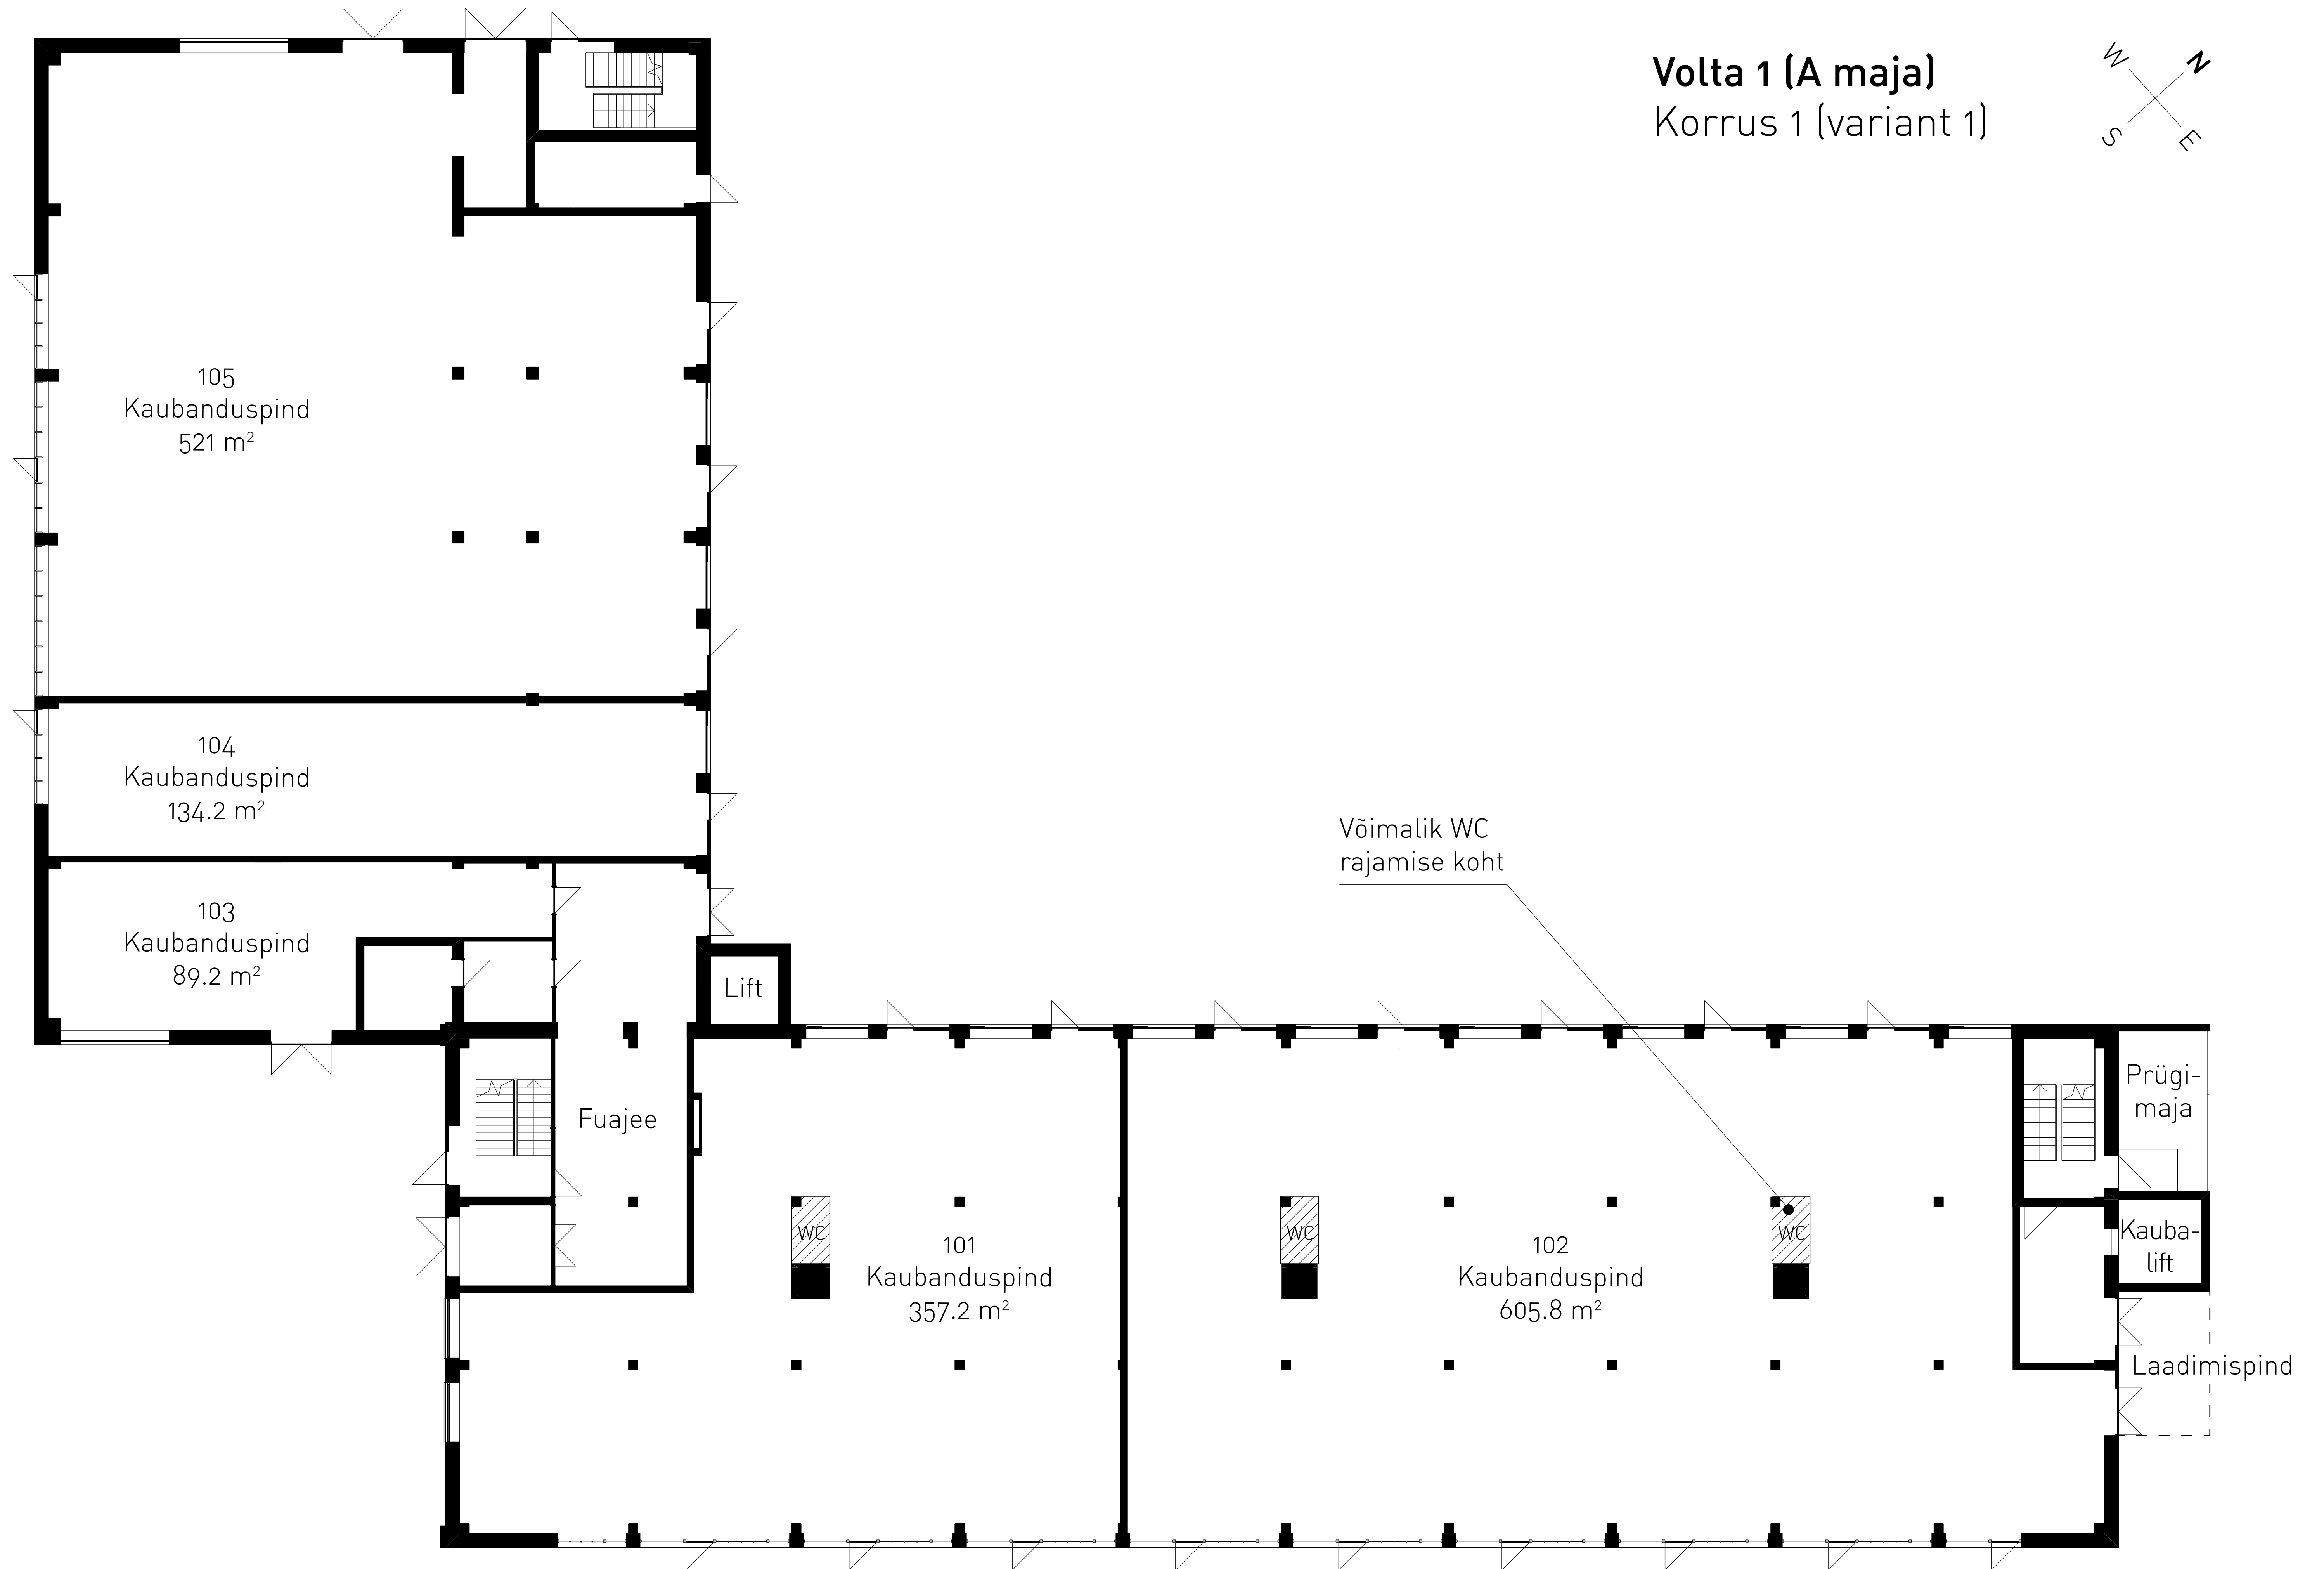 Volta 1 (A maja)
Korrus 1 (variant 1)
W
N
S
E
105
Kaubanduspind
521 m²
104
Kaubanduspind
134.2 m²
Võimalik WC
rajamise koht
103
Kaubanduspind
89.2 m²
Lift
Fuajee
Prügi-
maja
WC
101
Kaubanduspind
357.2 m²
WC
102
Kaubanduspind
605.8 m²
WC
Kauba-
lift
Laadimispind